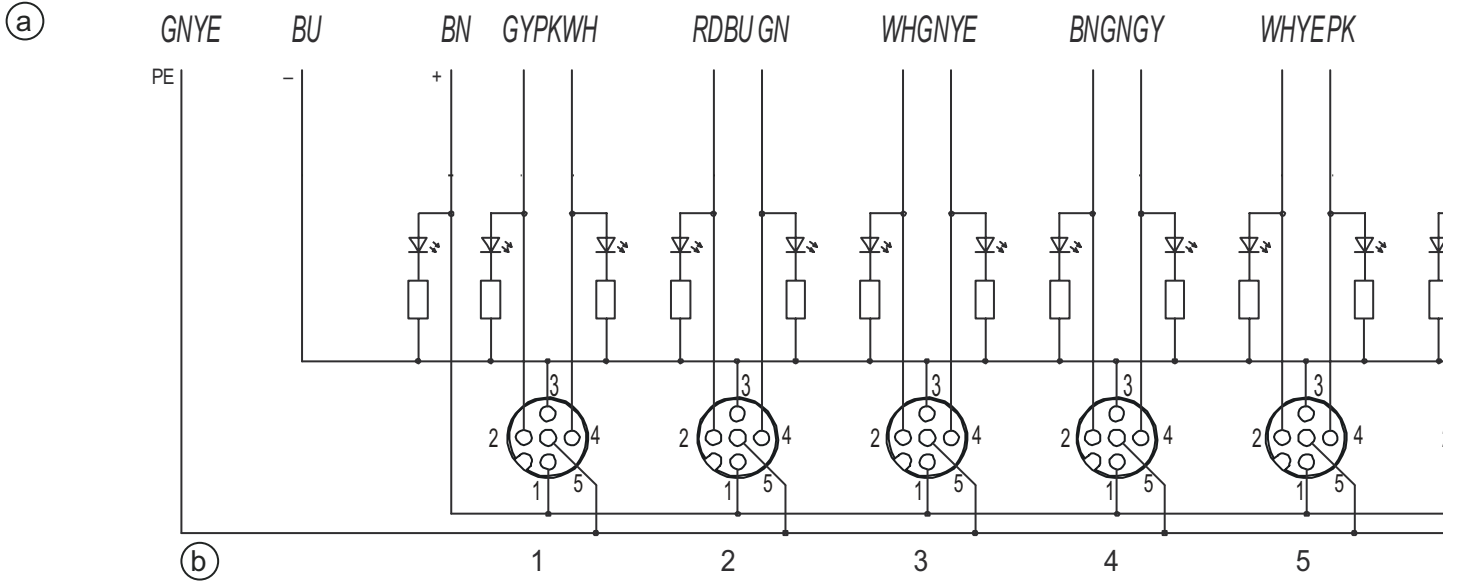 a
GNYE BU BN GYPKWH RDBU GN WHGNYE BNGNGY WHYEPK
PE – +
3 3 3 3 3
2 4 2 4 2 4 2 4 2 4
1 5 1 5 1 5 1 5 1 5
b 1 2 3 4 5